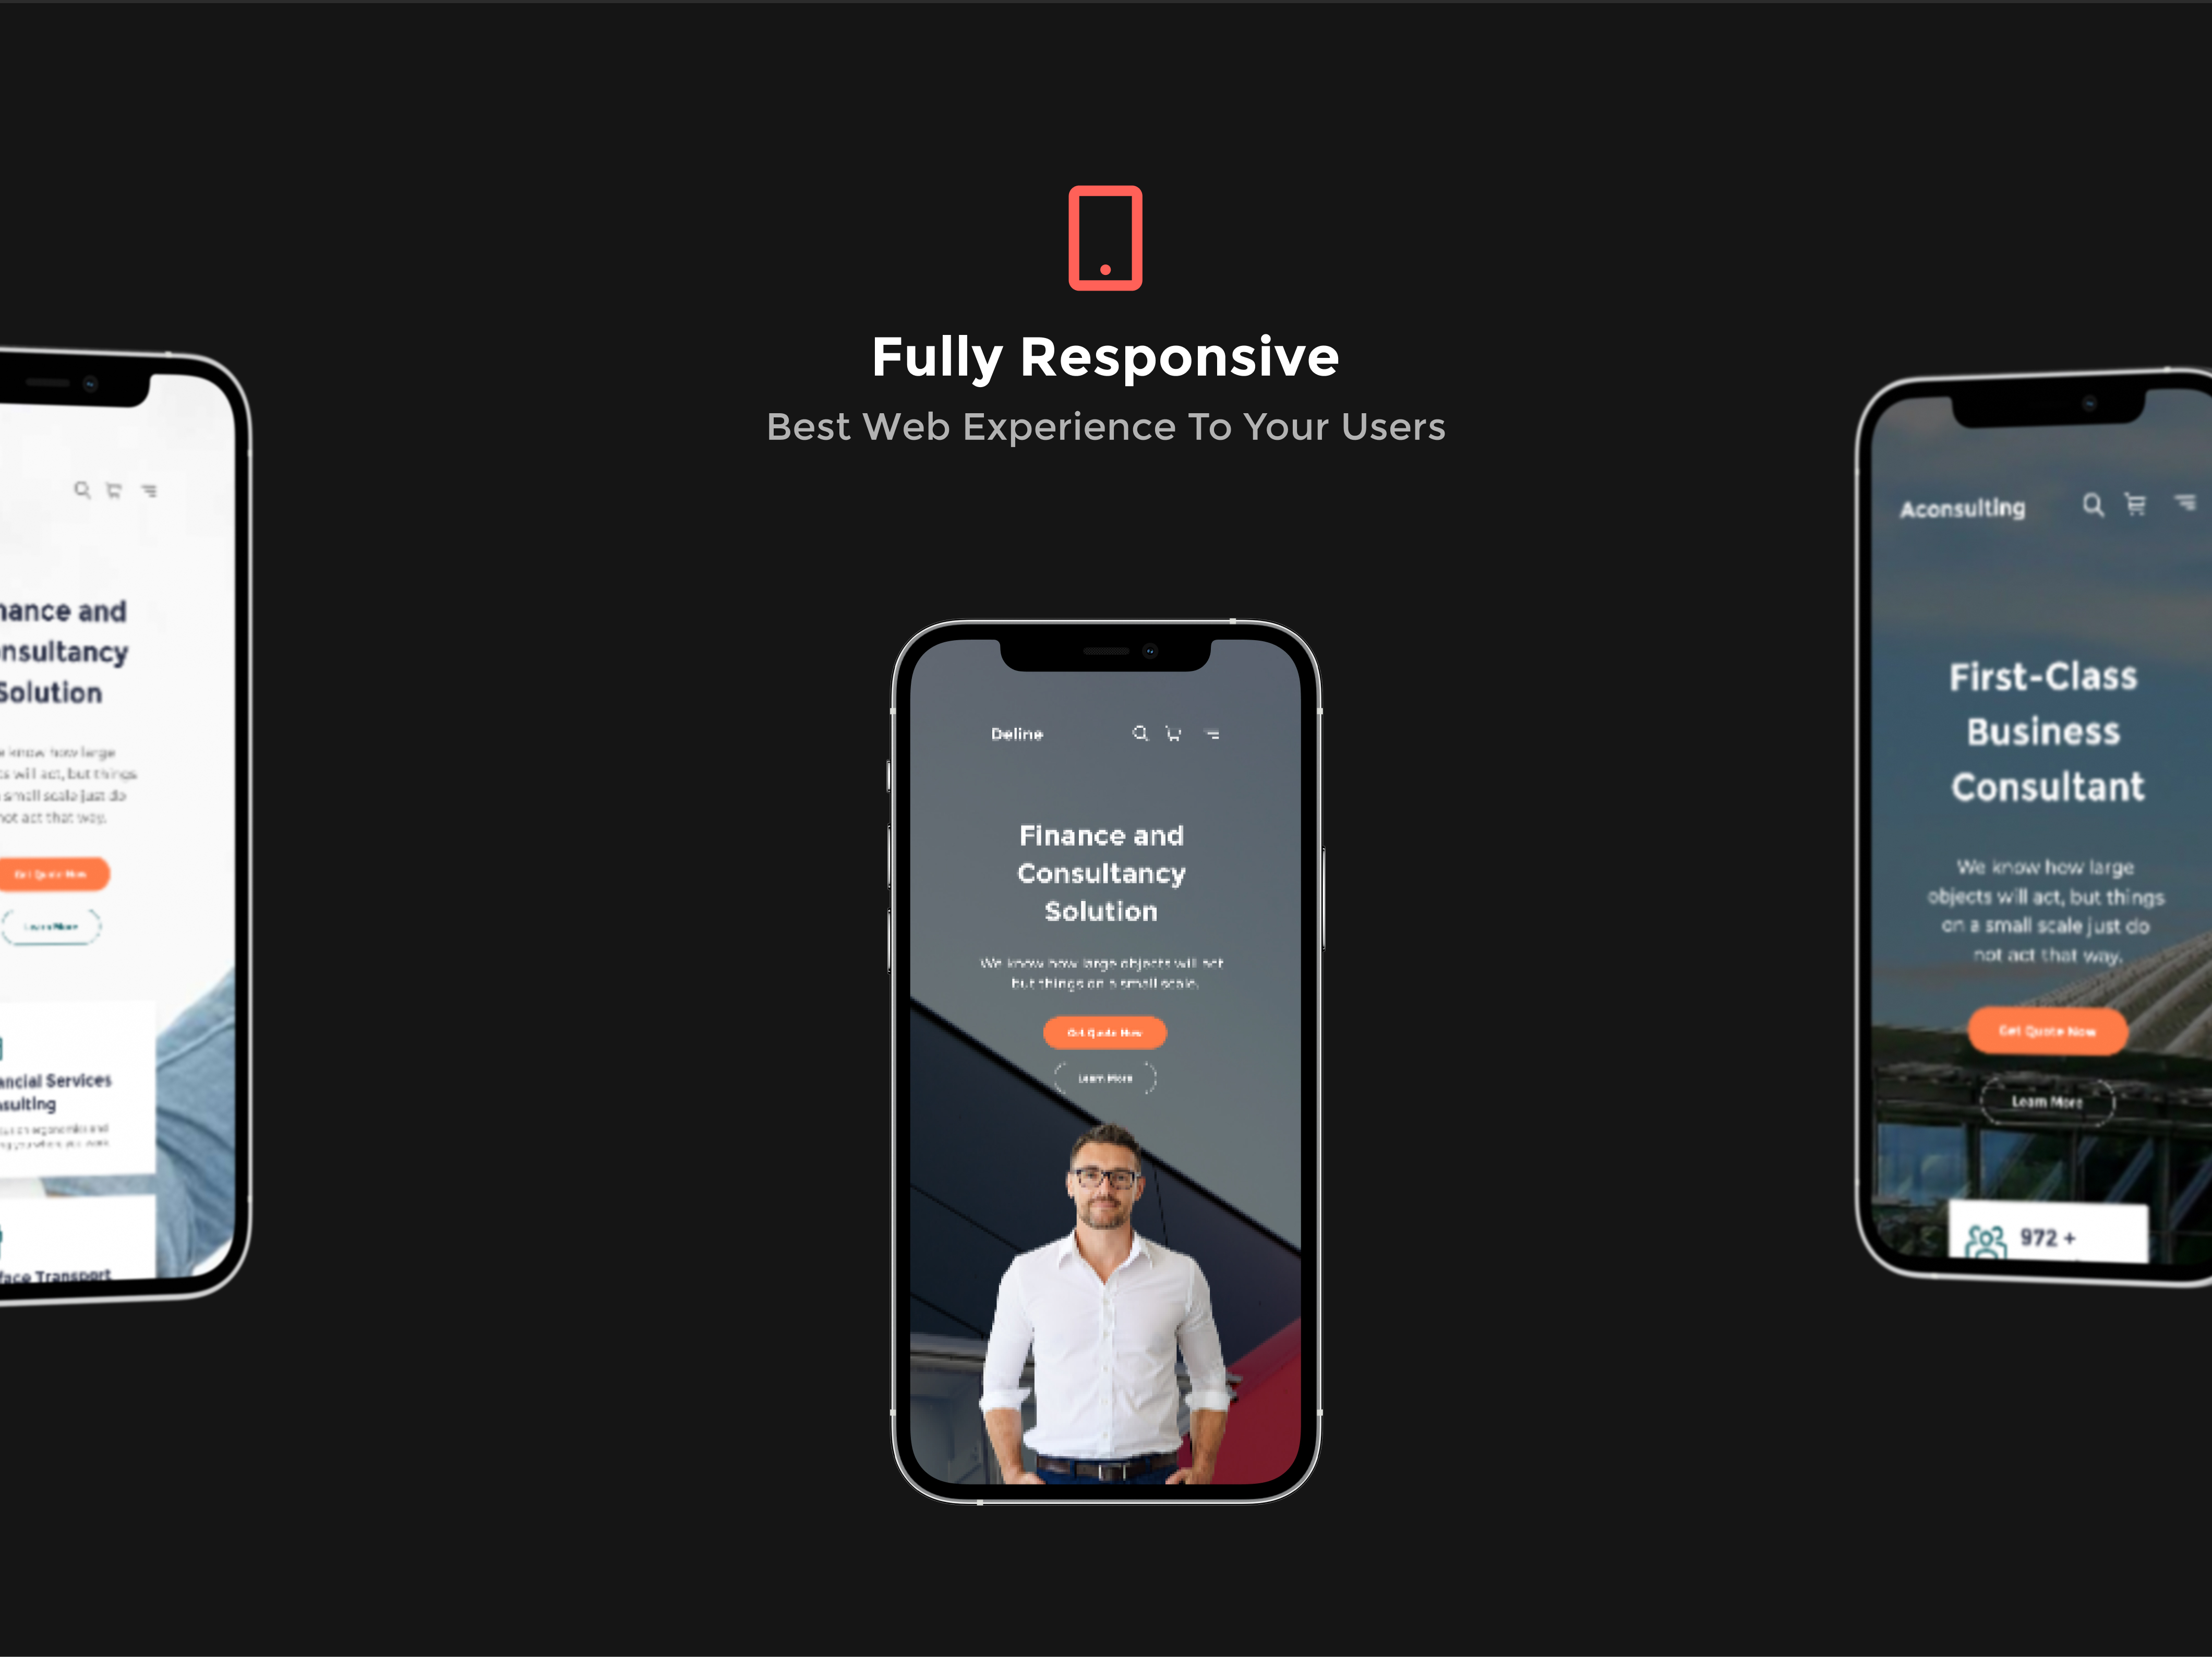 Fully Responsive
Best Web Experience To Your Users
nance and
onsultancy
Solution
know how large
ts will act, but things
small scale just do
not act that way.
Get Quote Now
Learn More
ancial Services
nsulting
face Transport
Deline
Finance and
Consultancy
Solution
We know how large objects will act
but things on a small scale.
Get Quote Now
Learn More
Aconsulting
First-Class
Business
Consultant
We know how large
objects will act, but things
on a small scale just do
not act that way.
Get Quote Now
Learn More
972 +